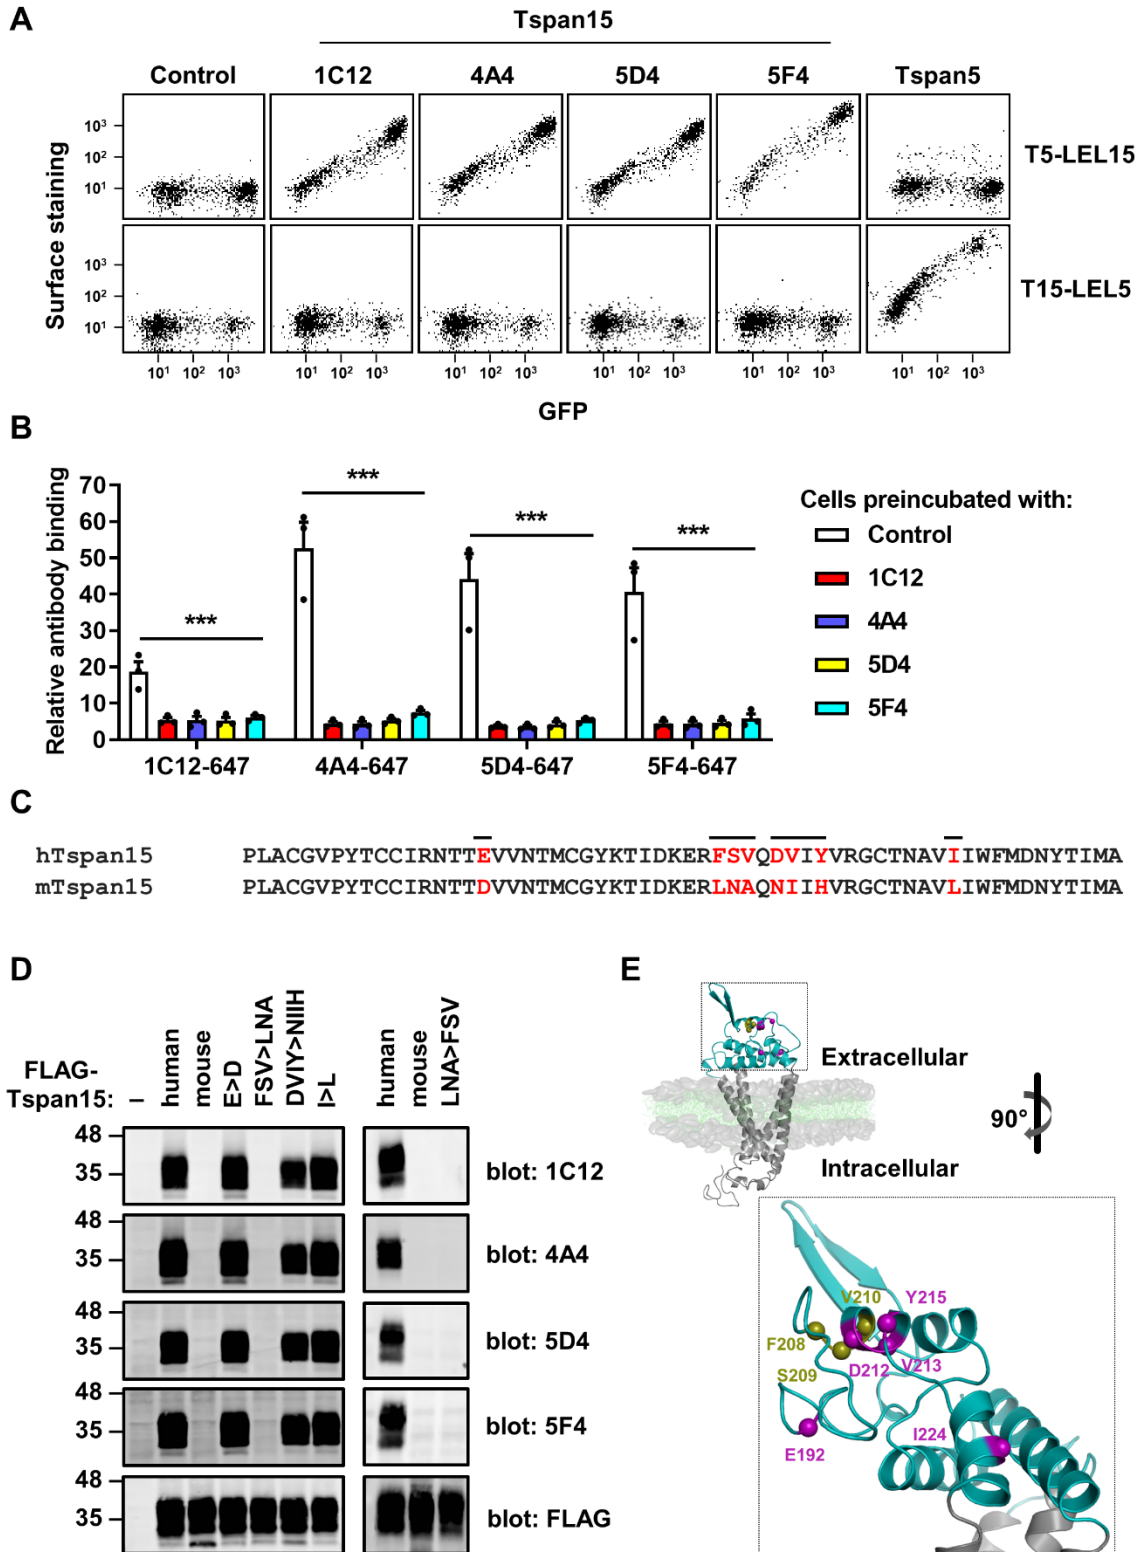 A
Tspan15
Control 1C12 4A4 5D4 5F4 Tspan5
10³
10²
10¹
T5-LEL15
10³
10²
10¹
T15-LEL5
Surface staining
10¹ 10² 10³ 10¹ 10² 10³ 10¹ 10² 10³ 10¹ 10² 10³ 10¹ 10² 10³ 10¹ 10² 10³
GFP
B
Relative antibody binding
70
60
50
40
30
20
10
0
*** *** *** ***
1C12-647 4A4-647 5D4-647 5F4-647
Cells preincubated with:
Control
1C12
4A4
5D4
5F4
C
hTspan15 PLACGVPYTCCIRNTTEVVNTMCGYKTIDKERFSVQDVIYVRGCTNAVIIWFMDNYTIMA
mTspan15 PLACGVPYTCCIRNTTDVVNTMCGYKTIDKERLNAQNIIHVRGCTNAVLIWFMDNYTIMA
D
FLAG-
Tspan15: – human mouse E>D FSV>LNA DVIY>NIIH I>L human mouse LNA>FSV
48
35
blot: 1C12
48
35
blot: 4A4
48
35
blot: 5D4
48
35
blot: 5F4
48
35
blot: FLAG
E
Extracellular
90°
Intracellular
V210 Y215
F208
S209 D212 V213
E192 I224